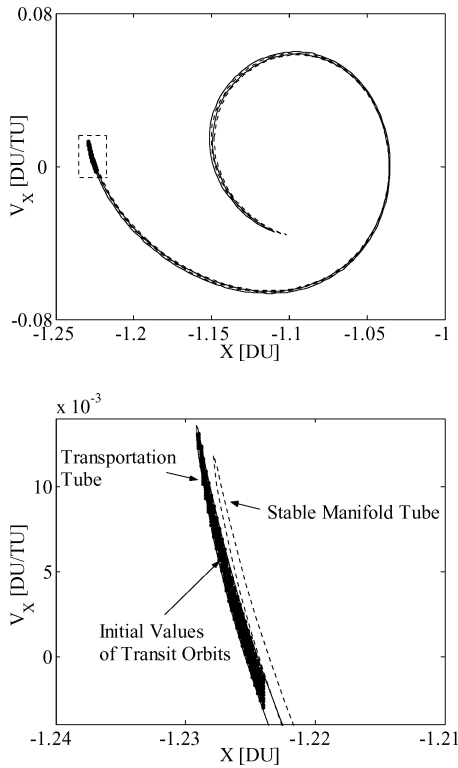 0.08
V_X [DU/TU]
0
-0.08
-1.25 -1.2 -1.15 -1.1 -1.05 -1
X [DU]
x 10^-3
10
5
0
V_X [DU/TU]
Transportation
Tube
Stable Manifold Tube
Initial Values
of Transit Orbits
-1.24 -1.23 -1.22 -1.21
X [DU]